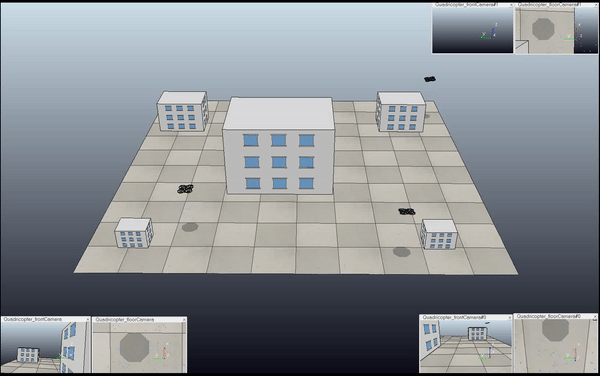 Quadricopter_frontCamera#1
Quadricopter_floorCamera#1
Quadricopter_frontCamera
Quadricopter_floorCamera
Quadricopter_frontCamera#0
Quadricopter_floorCamera#0